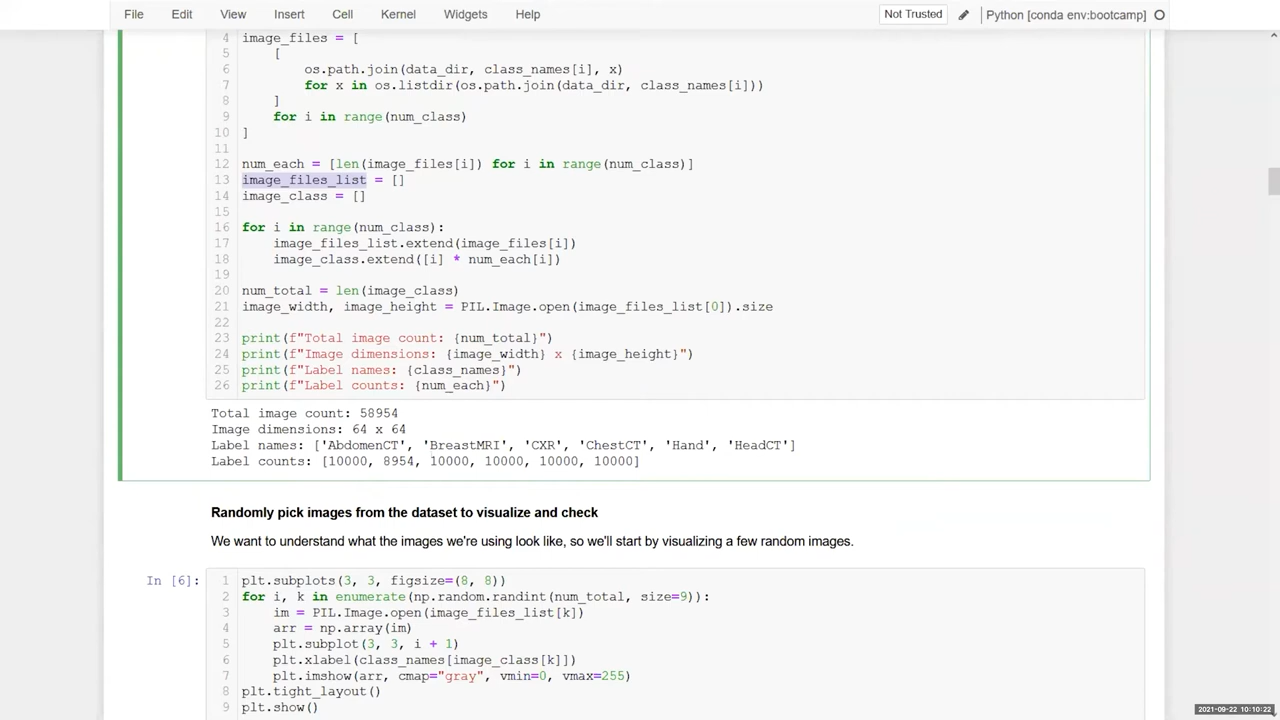 File Edit View Insert Cell Kernel Widgets Help Not Trusted Python [conda env:bootcamp]
4 image_files = [
5 [
6 os.path.join(data_dir, class_names[i], x)
7 for x in os.listdir(os.path.join(data_dir, class_names[i]))
8 ]
9 for i in range(num_class)
10 ]
11
12 num_each = [len(image_files[i]) for i in range(num_class)]
13 image_files_list = []
14 image_class = []
15
16 for i in range(num_class):
17 image_files_list.extend(image_files[i])
18 image_class.extend([i] * num_each[i])
19
20 num_total = len(image_class)
21 image_width, image_height = PIL.Image.open(image_files_list[0]).size
22
23 print(f"Total image count: {num_total}")
24 print(f"Image dimensions: {image_width} x {image_height}")
25 print(f"Label names: {class_names}")
26 print(f"Label counts: {num_each}")
Total image count: 58954
Image dimensions: 64 x 64
Label names: ['AbdomenCT', 'BreastMRI', 'CXR', 'ChestCT', 'Hand', 'HeadCT']
Label counts: [10000, 8954, 10000, 10000, 10000, 10000]
Randomly pick images from the dataset to visualize and check
We want to understand what the images we're using look like, so we'll start by visualizing a few random images.
In [6]: 1 plt.subplots(3, 3, figsize=(8, 8))
2 for i, k in enumerate(np.random.randint(num_total, size=9)):
3 im = PIL.Image.open(image_files_list[k])
4 arr = np.array(im)
5 plt.subplot(3, 3, i + 1)
6 plt.xlabel(class_names[image_class[k]])
7 plt.imshow(arr, cmap="gray", vmin=0, vmax=255)
8 plt.tight_layout()
9 plt.show()
2021-09-22 10:10:22